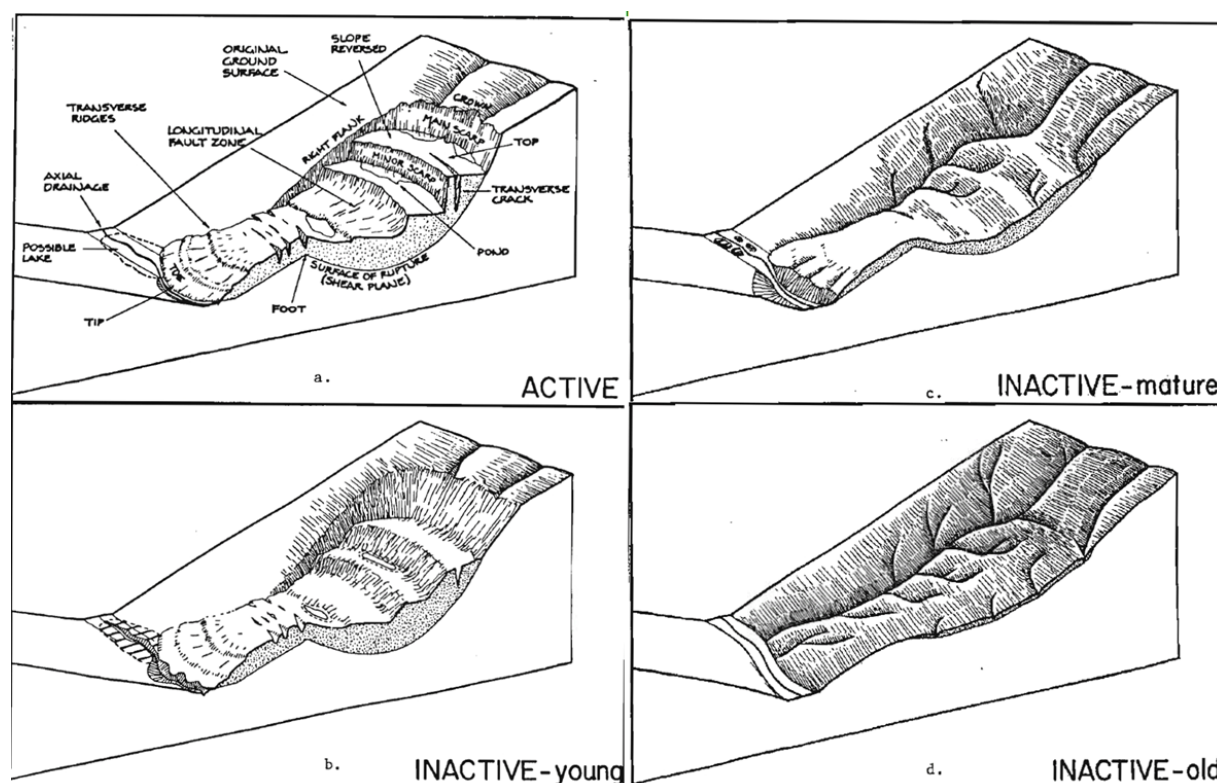 SLOPE
REVERSED
ORIGINAL
GROUND
SURFACE
CROWN
MAIN SCARP
TRANSVERSE
RIDGES
LONGITUDINAL
FAULT ZONE
RIGHT FLANK
TOP
MINOR SCARP
AXIAL
DRAINAGE
TRANSVERSE
CRACK
POSSIBLE
LAKE
TOE
POND
SURFACE OF RUPTURE
(SHEAR PLANE)
FOOT
TIP
a.
ACTIVE
c.
INACTIVE-mature
b.
INACTIVE-young
d.
INACTIVE-old